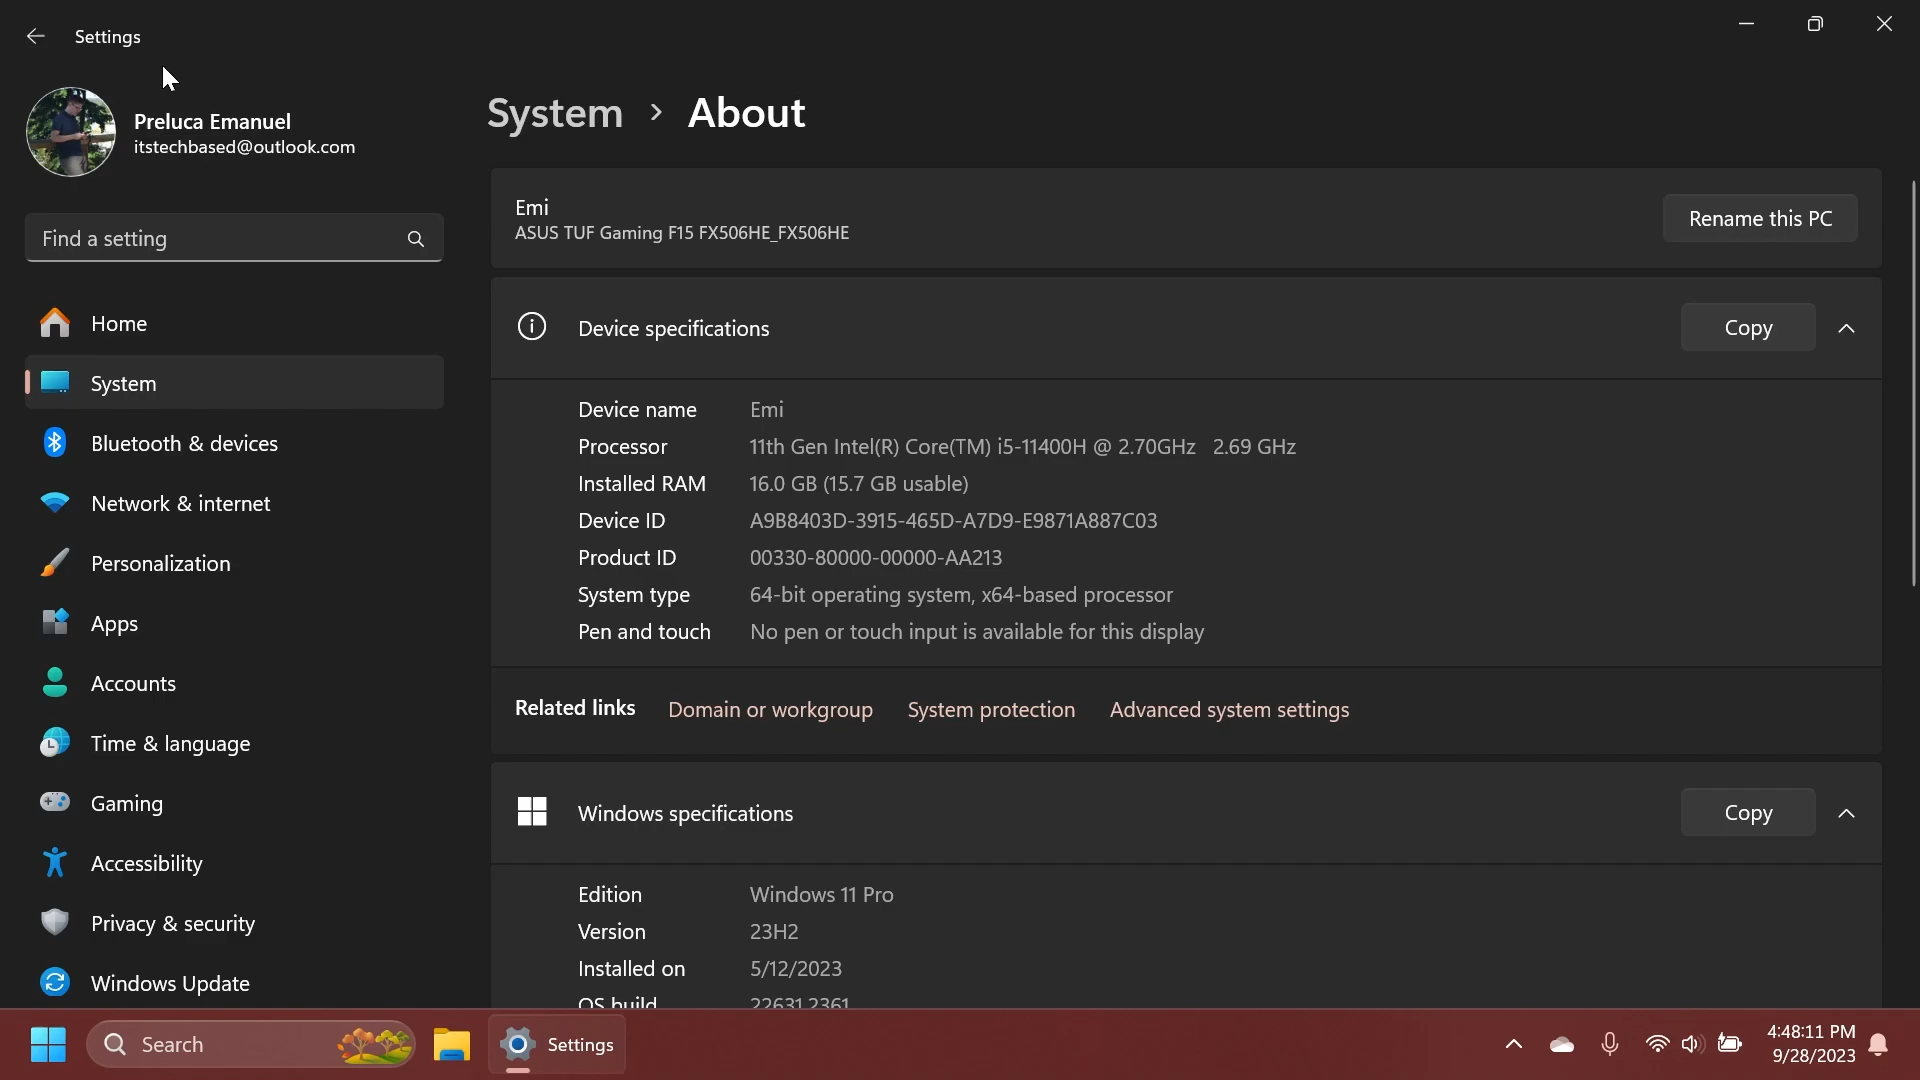 Settings
Preluca Emanuel
itstechbased@outlook.com
Find a setting
Home
System
Bluetooth & devices
Network & internet
Personalization
Apps
Accounts
Time & language
Gaming
Accessibility
Privacy & security
Windows Update
System > About
Emi
ASUS TUF Gaming F15 FX506HE_FX506HE
Rename this PC
Device specifications
Copy
Device name Emi
Processor 11th Gen Intel(R) Core(TM) i5-11400H @ 2.70GHz 2.69 GHz
Installed RAM 16.0 GB (15.7 GB usable)
Device ID A9B8403D-3915-465D-A7D9-E9871A887C03
Product ID 00330-80000-00000-AA213
System type 64-bit operating system, x64-based processor
Pen and touch No pen or touch input is available for this display
Related links Domain or workgroup System protection Advanced system settings
Windows specifications
Copy
Edition Windows 11 Pro
Version 23H2
Installed on 5/12/2023
OS build 22631.2361
Search
Settings
4:48:11 PM
9/28/2023